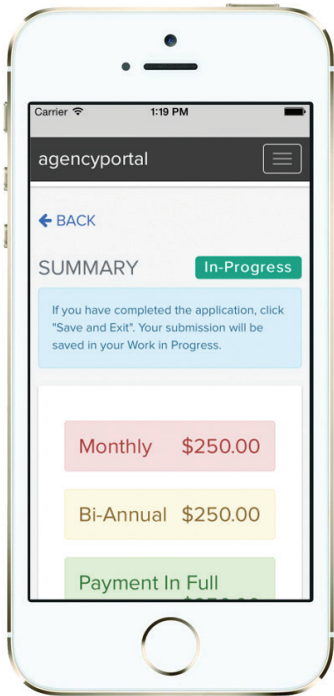 Carrier 1:19 PM
agencyportal
BACK
SUMMARY In-Progress
If you have completed the application, click
"Save and Exit". Your submission will be
saved in your Work in Progress.
Monthly $250.00
Bi-Annual $250.00
Payment In Full